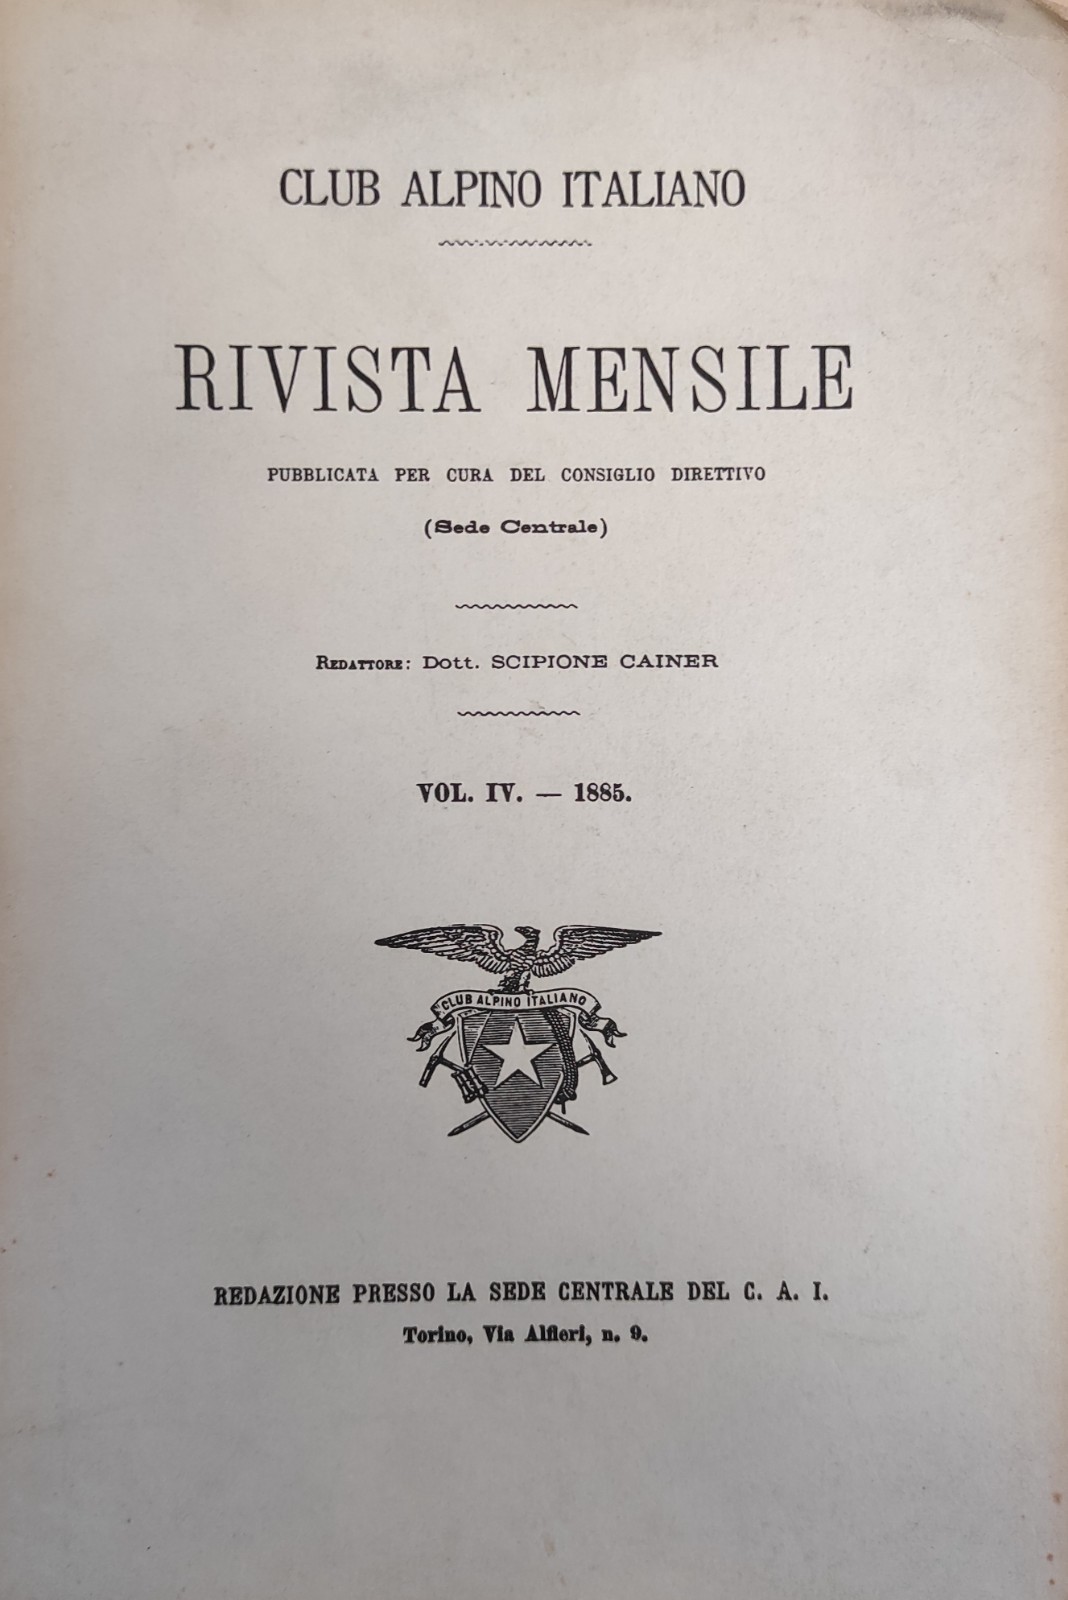 CLUB ALPINO ITALIANO
RIVISTA MENSILE
PUBBLICATA PER CURA DEL CONSIGLIO DIRETTIVO
(Sede Centrale)
REDATTORE: Dott. SCIPIONE CAINER
VOL. IV. — 1885.
CLUB ALPINO ITALIANO
REDAZIONE PRESSO LA SEDE CENTRALE DEL C. A. I.
Torino, Via Alfieri, n. 9.